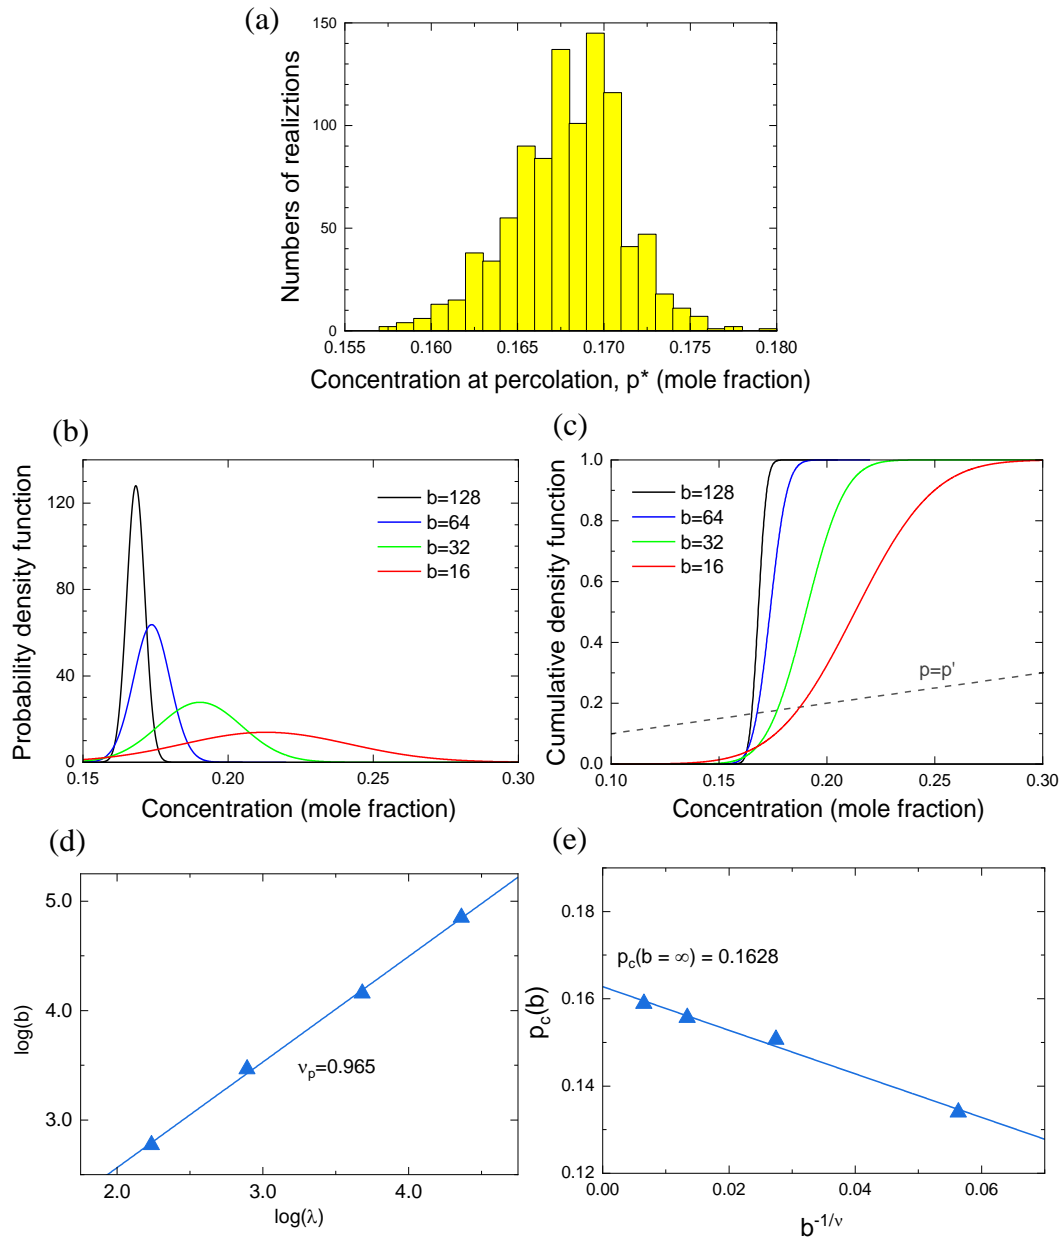 (a)
150
100
50
0
Numbers of realiztions
0.155
0.160
0.165
0.170
0.175
0.180
Concentration at percolation, p* (mole fraction)
(b)
120
80
40
0
Probability density function
b=128
b=64
b=32
b=16
0.15
0.20
0.25
0.30
Concentration (mole fraction)
(c)
1.0
0.8
0.6
0.4
0.2
0.0
Cumulative density function
b=128
b=64
b=32
b=16
p=p'
0.10
0.15
0.20
0.25
0.30
Concentration (mole fraction)
(d)
5.0
4.0
3.0
log(b)
νp=0.965
2.0
3.0
4.0
log(λ)
(e)
0.18
0.16
0.14
0.12
pc(b)
pc(b = ∞) = 0.1628
0.00
0.02
0.04
0.06
b-1/ν